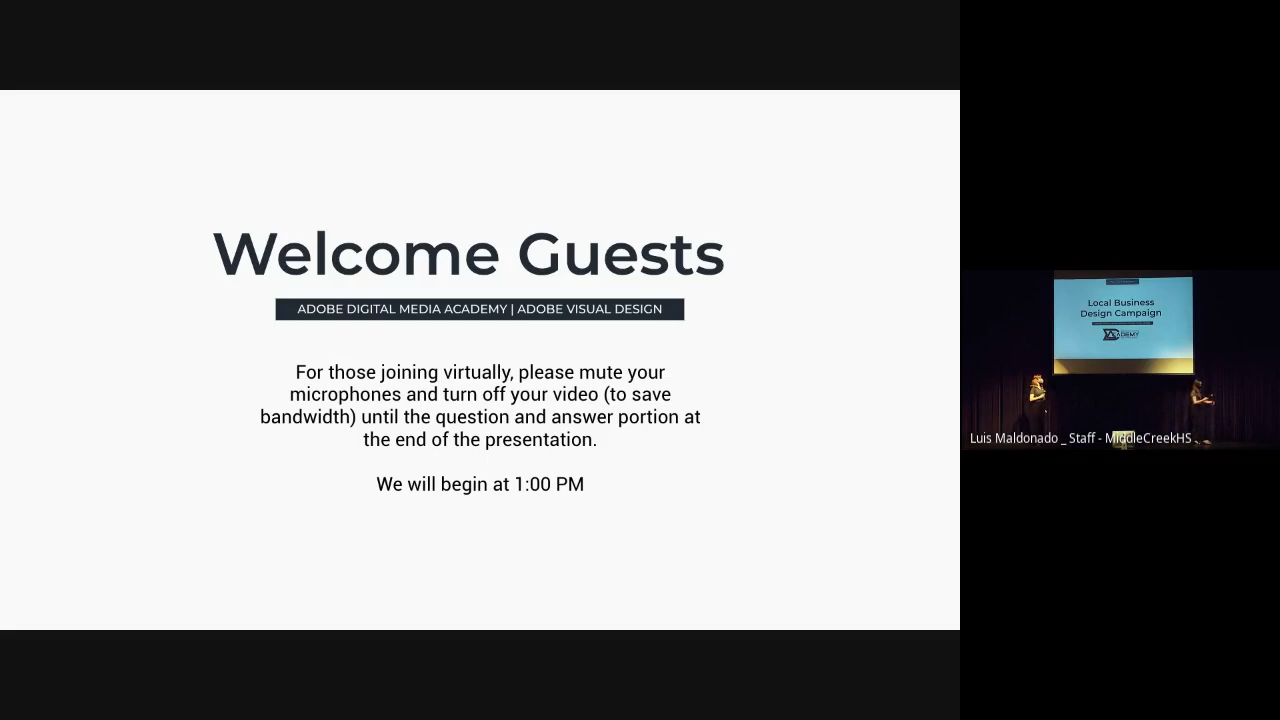 Welcome Guests
ADOBE DIGITAL MEDIA ACADEMY | ADOBE VISUAL DESIGN
For those joining virtually, please mute your
microphones and turn off your video (to save
bandwidth) until the question and answer portion at
the end of the presentation.
We will begin at 1:00 PM
Local Business
Design Campaign
Luis Maldonado _ Staff - MiddleCreekHS